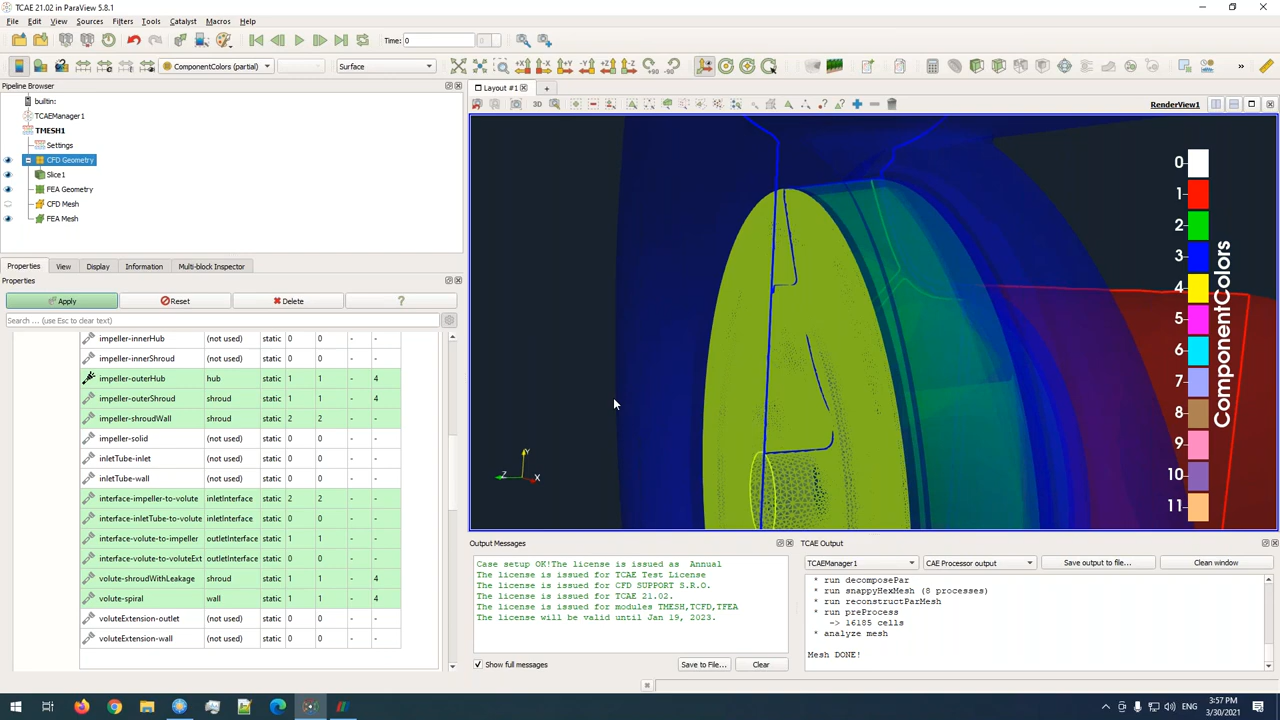 TCAE 21.02 in ParaView 5.8.1
File Edit View Sources Filters Tools Catalyst Macros Help
Time: 0 0
ComponentColors (partial) Surface
Pipeline Browser
Layout #1
RenderView1
builtin:
TCAEManager1
TMESH1
Settings
CFD Geometry
Slice1
FEA Geometry
CFD Mesh
FEA Mesh
Properties View Display Information Multi-block Inspector
Properties
Apply Reset Delete ?
Search ... (use Esc to clear text)
impeller-innerHub (not used) static 0 0 - -
impeller-innerShroud (not used) static 0 0 - -
impeller-outerHub hub static 1 1 - 4
impeller-outerShroud shroud static 1 1 - 4
impeller-shroudWall shroud static 2 2 - -
impeller-solid (not used) static 0 0 - -
inletTube-inlet (not used) static 0 0 - -
inletTube-wall (not used) static 0 0 - -
interface-impeller-to-volute inletInterface static 2 2 - -
interface-inletTube-to-volute inletInterface static 0 0 - -
interface-volute-to-impeller outletInterface static 1 1 - -
interface-volute-to-voluteExt outletInterface static 0 0 - -
volute-shroudWithLeakage shroud static 1 1 - 4
volute-spiral wall static 1 1 - 4
voluteExtension-outlet (not used) static 0 0 - -
voluteExtension-wall (not used) static 0 0 - -
3D
Y
Z
X
0
1
2
3
4
5
6
7
8
9
10
11
ComponentColors
Output Messages
Case setup OK!The license is issued as Annual
The license is issued for TCAE Test License
The license is issued for CFD SUPPORT S.R.O.
The license is issued for TCAE 21.02.
The license is issued for modules TMESH,TCFD,TFEA
The license will be valid until Jan 19, 2023.
Show full messages Save to File... Clear
TCAE Output
TCAEManager1 CAE Processor output Save output to file... Clean window
* run decomposePar
* run snappyHexMesh (8 processes)
* run reconstructParMesh
* run preProcess
-> 16185 cells
* analyze mesh
Mesh DONE!
ENG
3:57 PM
3/30/2021